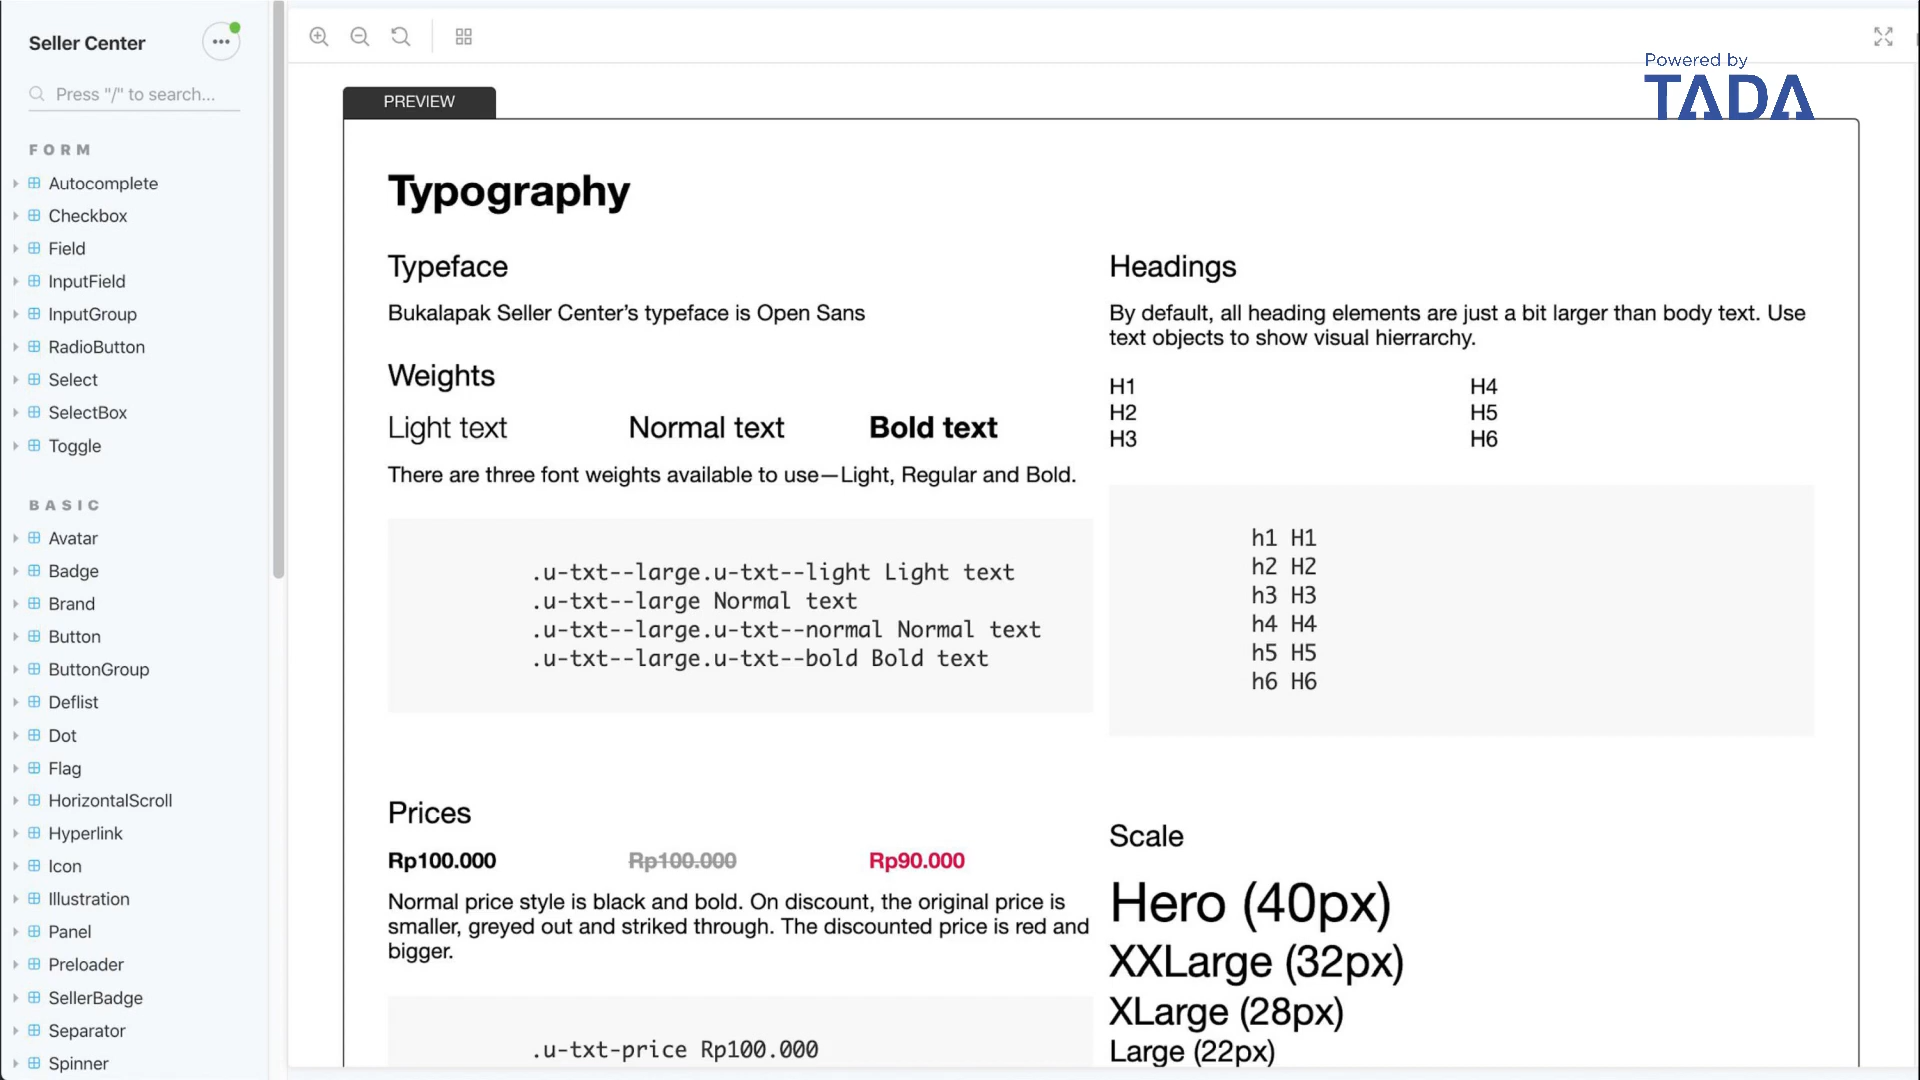 Seller Center
Press "/" to search...
FORM
Autocomplete
Checkbox
Field
InputField
InputGroup
RadioButton
Select
SelectBox
Toggle
BASIC
Avatar
Badge
Brand
Button
ButtonGroup
Deflist
Dot
Flag
HorizontalScroll
Hyperlink
Icon
Illustration
Panel
Preloader
SellerBadge
Separator
Spinner
Powered by
TADA
PREVIEW
Typography
Typeface
Bukalapak Seller Center's typeface is Open Sans
Weights
Light text
Normal text
Bold text
There are three font weights available to use—Light, Regular and Bold.
.u-txt--large.u-txt--light Light text
.u-txt--large Normal text
.u-txt--large.u-txt--normal Normal text
.u-txt--large.u-txt--bold Bold text
Prices
Rp100.000
Rp100.000
Rp90.000
Normal price style is black and bold. On discount, the original price is
smaller, greyed out and striked through. The discounted price is red and
bigger.
.u-txt-price Rp100.000
Headings
By default, all heading elements are just a bit larger than body text. Use
text objects to show visual hierrarchy.
H1
H2
H3
H4
H5
H6
h1 H1
h2 H2
h3 H3
h4 H4
h5 H5
h6 H6
Scale
Hero (40px)
XXLarge (32px)
XLarge (28px)
Large (22px)